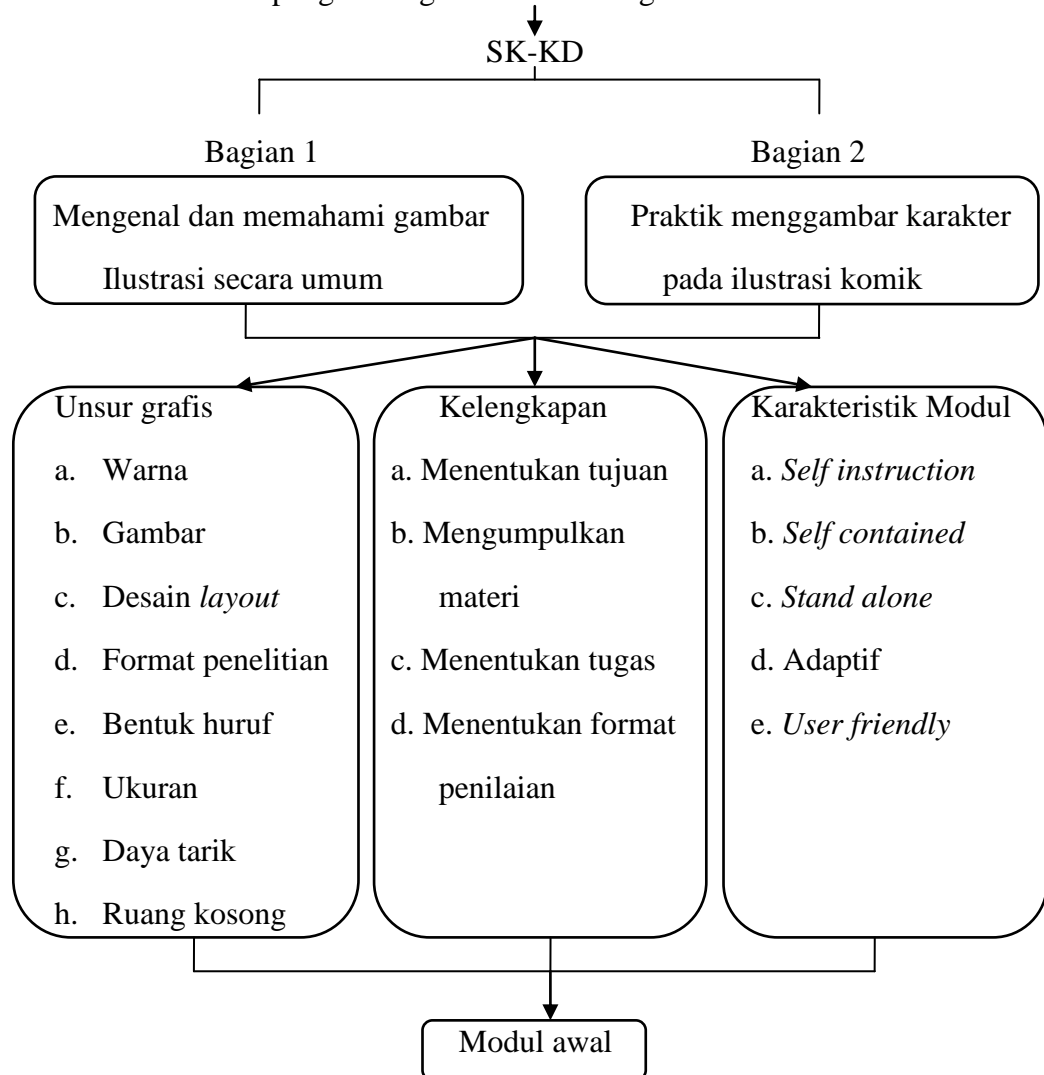 SK-KD
Bagian 1
Mengenal dan memahami gambar
Ilustrasi secara umum
Bagian 2
Praktik menggambar karakter
pada ilustrasi komik
Unsur grafis
a. Warna
b. Gambar
c. Desain layout
d. Format penelitian
e. Bentuk huruf
f. Ukuran
g. Daya tarik
h. Ruang kosong
Kelengkapan
a. Menentukan tujuan
b. Mengumpulkan
materi
c. Menentukan tugas
d. Menentukan format
penilaian
Karakteristik Modul
a. Self instruction
b. Self contained
c. Stand alone
d. Adaptif
e. User friendly
Modul awal